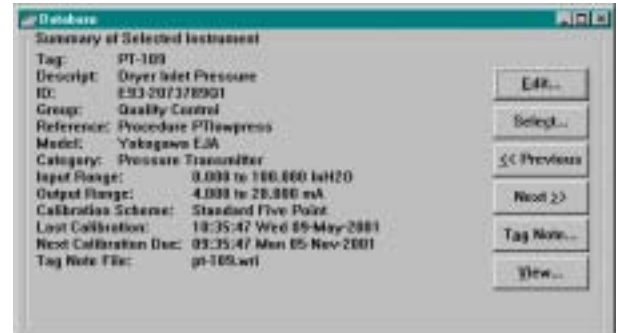 Database
Summary of Selected Instrument
Tag: PT-109
Descript: Dryer Inlet Pressure
ID:
Group: Quality Control
Reference: Procedure PTlowpress
Model: Yokogawa EJA
Category: Pressure Transmitter
Input Range: 0.000 to 100.000 InH2O
Output Range: 4.000 to 20.000 mA
Calibration Scheme: Standard Five Point
Last Calibration: 10:35:47 Wed 09-May-2001
Next Calibration Due: 09:35:47 Mon 05-Nov-2001
Tag Note File: pt-109.wri
Edit...
Select...
<< Previous
Next >>
Tag Note...
View...